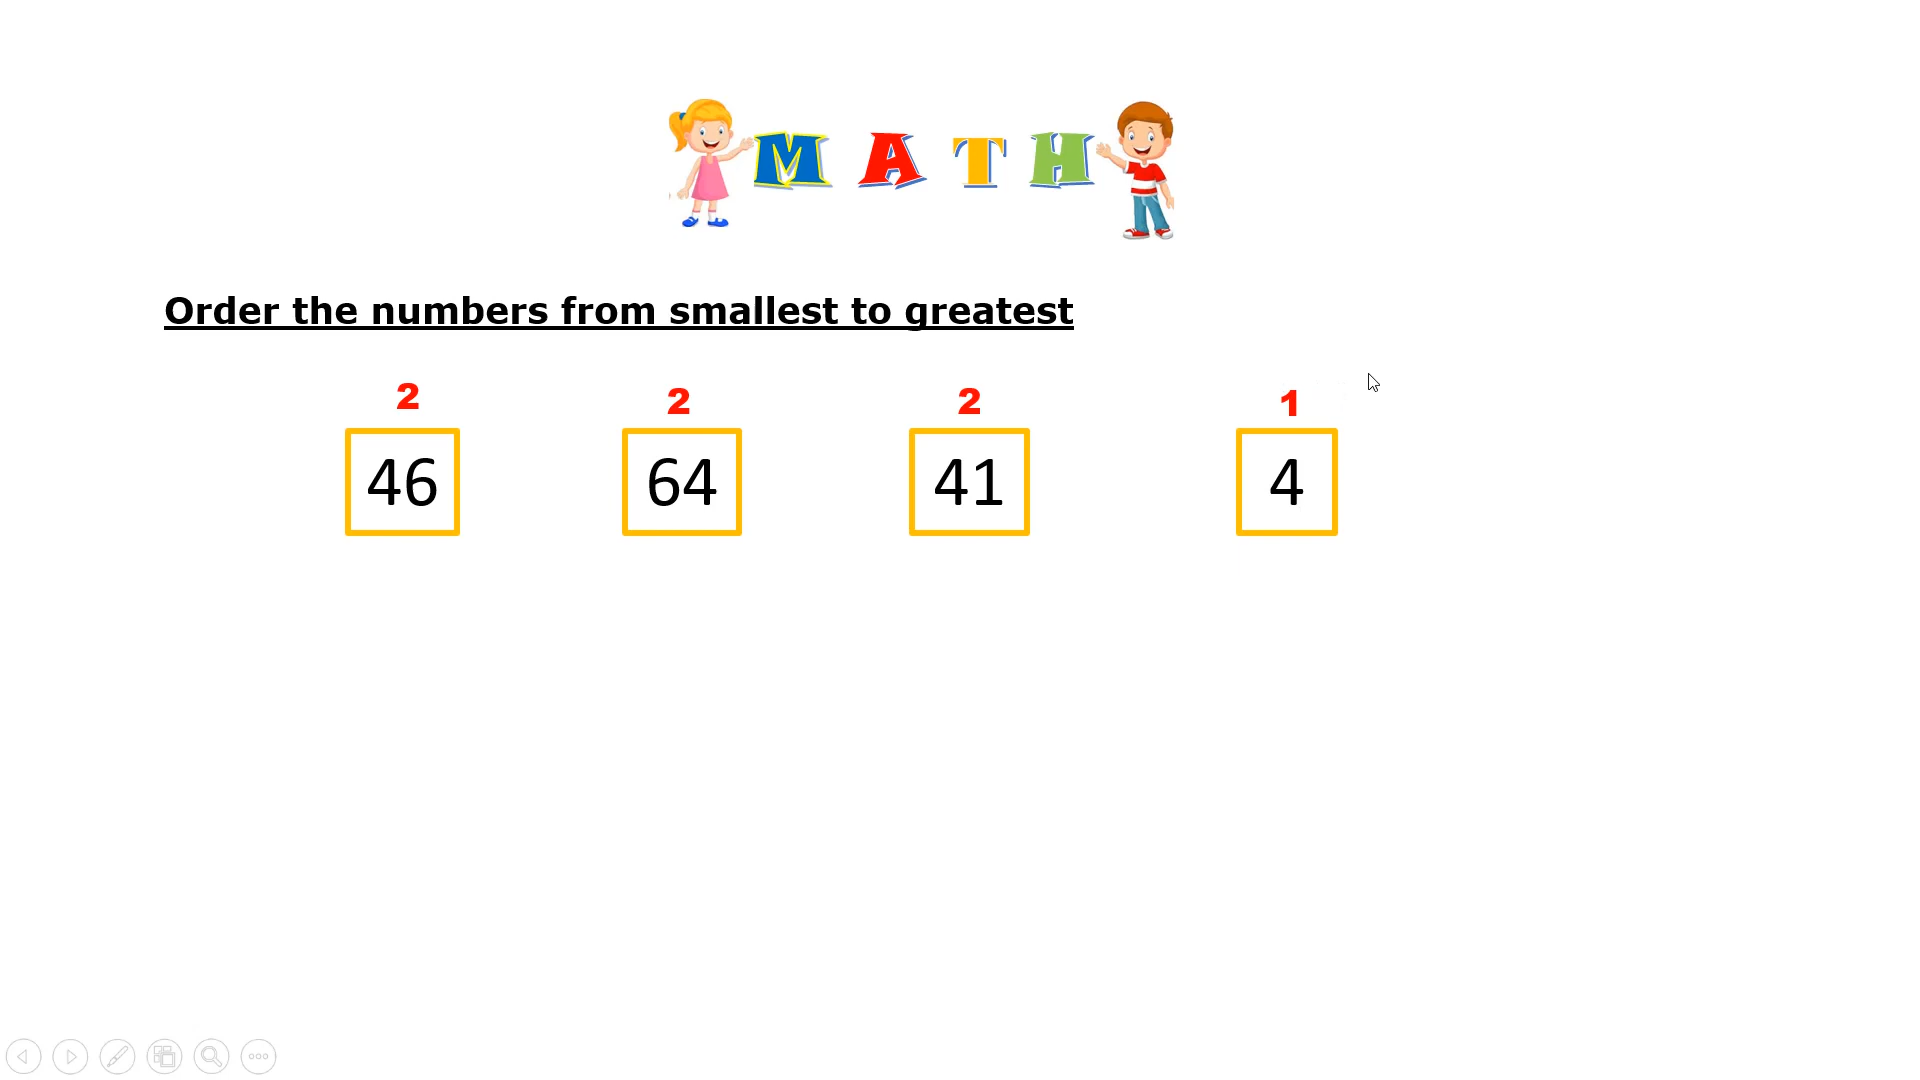 MATH
Order the numbers from smallest to greatest
2 2 2 1
46 64 41 4